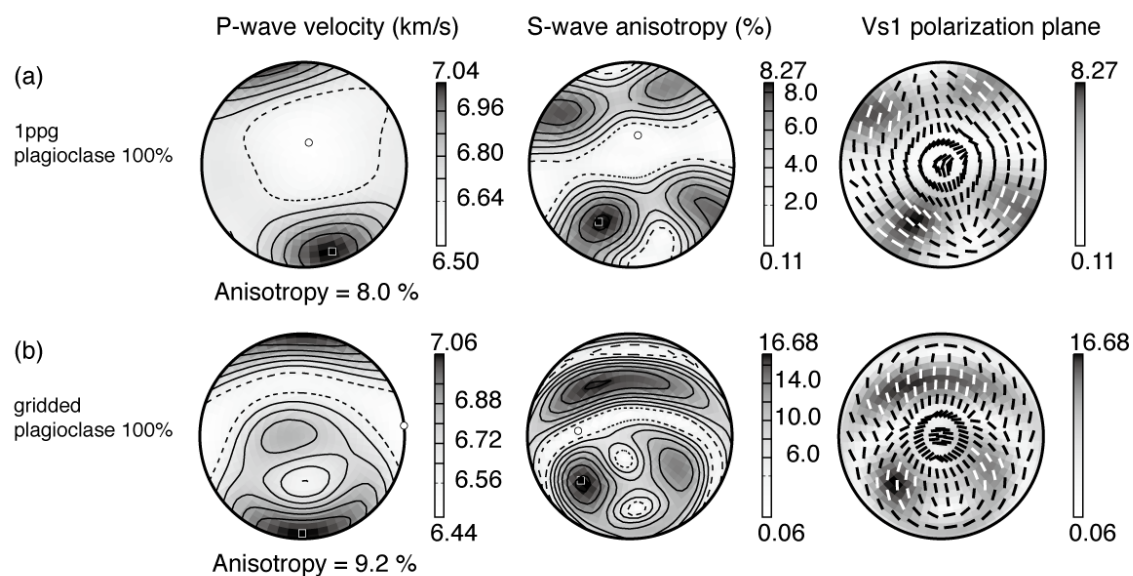 P-wave velocity (km/s)
S-wave anisotropy (%)
Vs1 polarization plane
(a)
1ppg
plagioclase 100%
7.04
6.96
6.80
6.64
6.50
Anisotropy = 8.0 %
8.27
8.0
6.0
4.0
2.0
0.11
8.27
0.11
(b)
gridded
plagioclase 100%
7.06
6.88
6.72
6.56
6.44
Anisotropy = 9.2 %
16.68
14.0
10.0
6.0
0.06
16.68
0.06